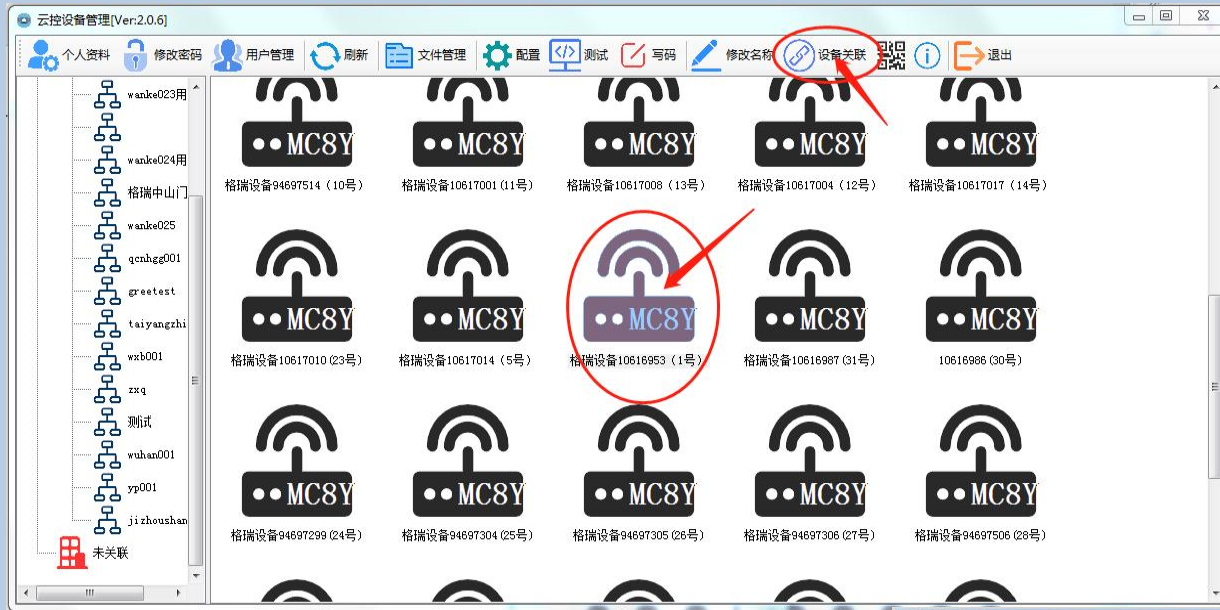 云控设备管理[Ver:2.0.6]
个人资料 修改密码 用户管理 刷新 文件管理 配置 测试 写码 修改名称 设备关联 退出
wanke023用
wanke024用
格瑞中山门
wanke025
qcnhgg001
greetest
taiyangzhi
wxb001
zxq
测试
wuhan001
yp001
jizhoushan
未关联
MC8Y MC8Y MC8Y MC8Y MC8Y
格瑞设备94697514（10号） 格瑞设备10617001(11号） 格瑞设备10617008（13号） 格瑞设备10617004（12号） 格瑞设备10617017（14号）
MC8Y MC8Y MC8Y MC8Y MC8Y
格瑞设备10617010(23号） 格瑞设备10617014（5号） 格瑞设备10616953（1号） 格瑞设备10616987(31号） 10616986(30号）
MC8Y MC8Y MC8Y MC8Y MC8Y
格瑞设备94697299(24号） 格瑞设备94697304(25号） 格瑞设备94697305(26号） 格瑞设备94697306(27号） 格瑞设备94697506(28号）